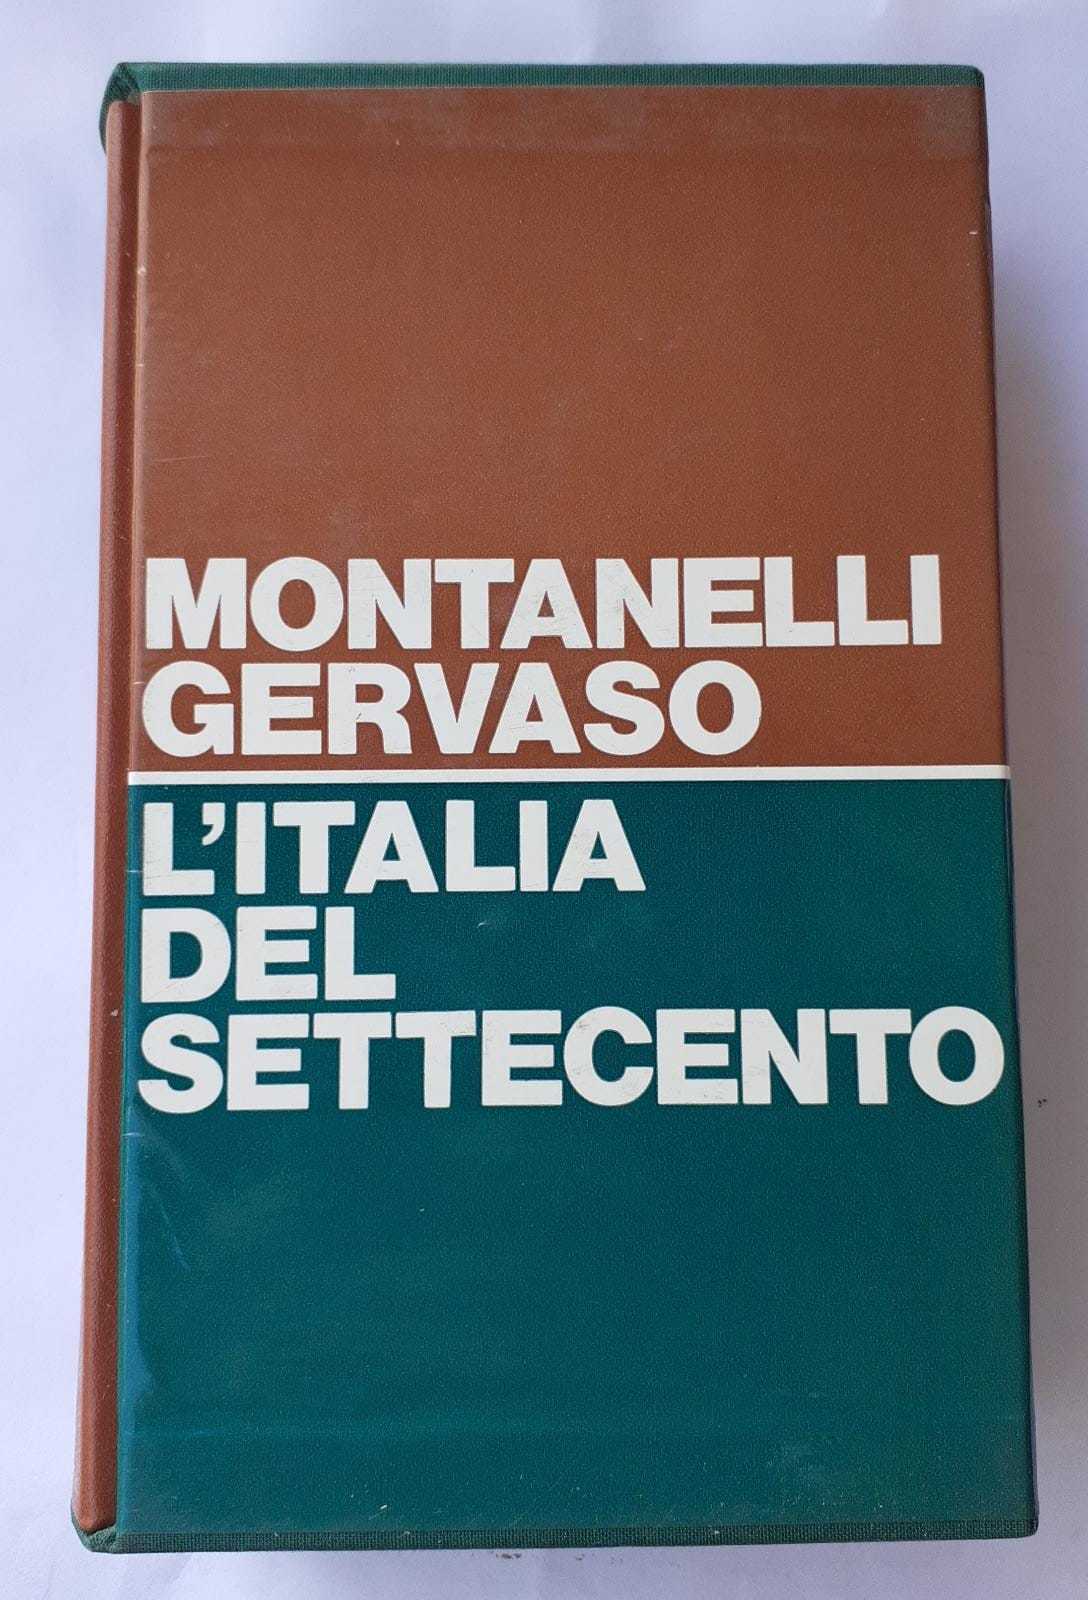 MONTANELLI
GERVASO
L'ITALIA
DEL
SETTECENTO